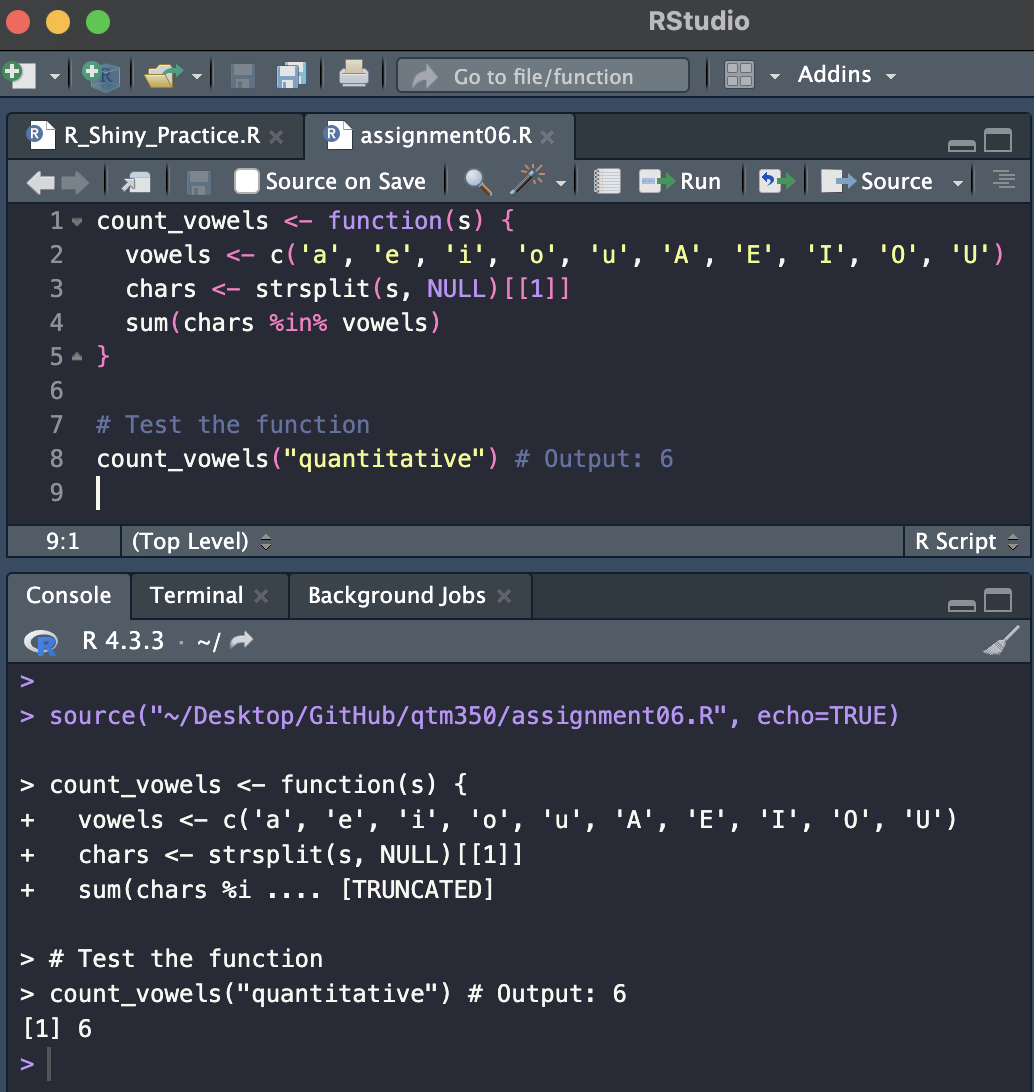 RStudio
Go to file/function
Addins
R_Shiny_Practice.R
assignment06.R
Source on Save
Run
Source
1 count_vowels <- function(s) {
2   vowels <- c('a', 'e', 'i', 'o', 'u', 'A', 'E', 'I', 'O', 'U')
3   chars <- strsplit(s, NULL)[[1]]
4   sum(chars %in% vowels)
5 }
6
7 # Test the function
8 count_vowels("quantitative") # Output: 6
9
9:1
(Top Level)
R Script
Console
Terminal
Background Jobs
R 4.3.3 · ~/
>
> source("~/Desktop/GitHub/qtm350/assignment06.R", echo=TRUE)
> count_vowels <- function(s) {
+   vowels <- c('a', 'e', 'i', 'o', 'u', 'A', 'E', 'I', 'O', 'U')
+   chars <- strsplit(s, NULL)[[1]]
+   sum(chars %i .... [TRUNCATED]
> # Test the function
> count_vowels("quantitative") # Output: 6
[1] 6
>